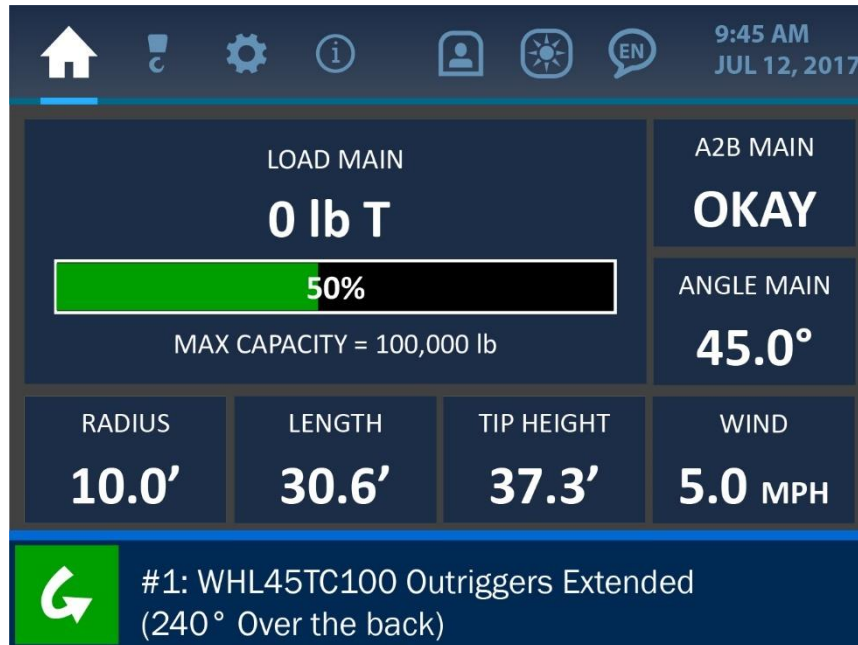 EN
9:45 AM
JUL 12, 2017
LOAD MAIN
0 lb T
50%
MAX CAPACITY = 100,000 lb
A2B MAIN
OKAY
ANGLE MAIN
45.0°
RADIUS
10.0’
LENGTH
30.6’
TIP HEIGHT
37.3’
WIND
5.0 MPH
#1: WHL45TC100 Outriggers Extended
(240° Over the back)